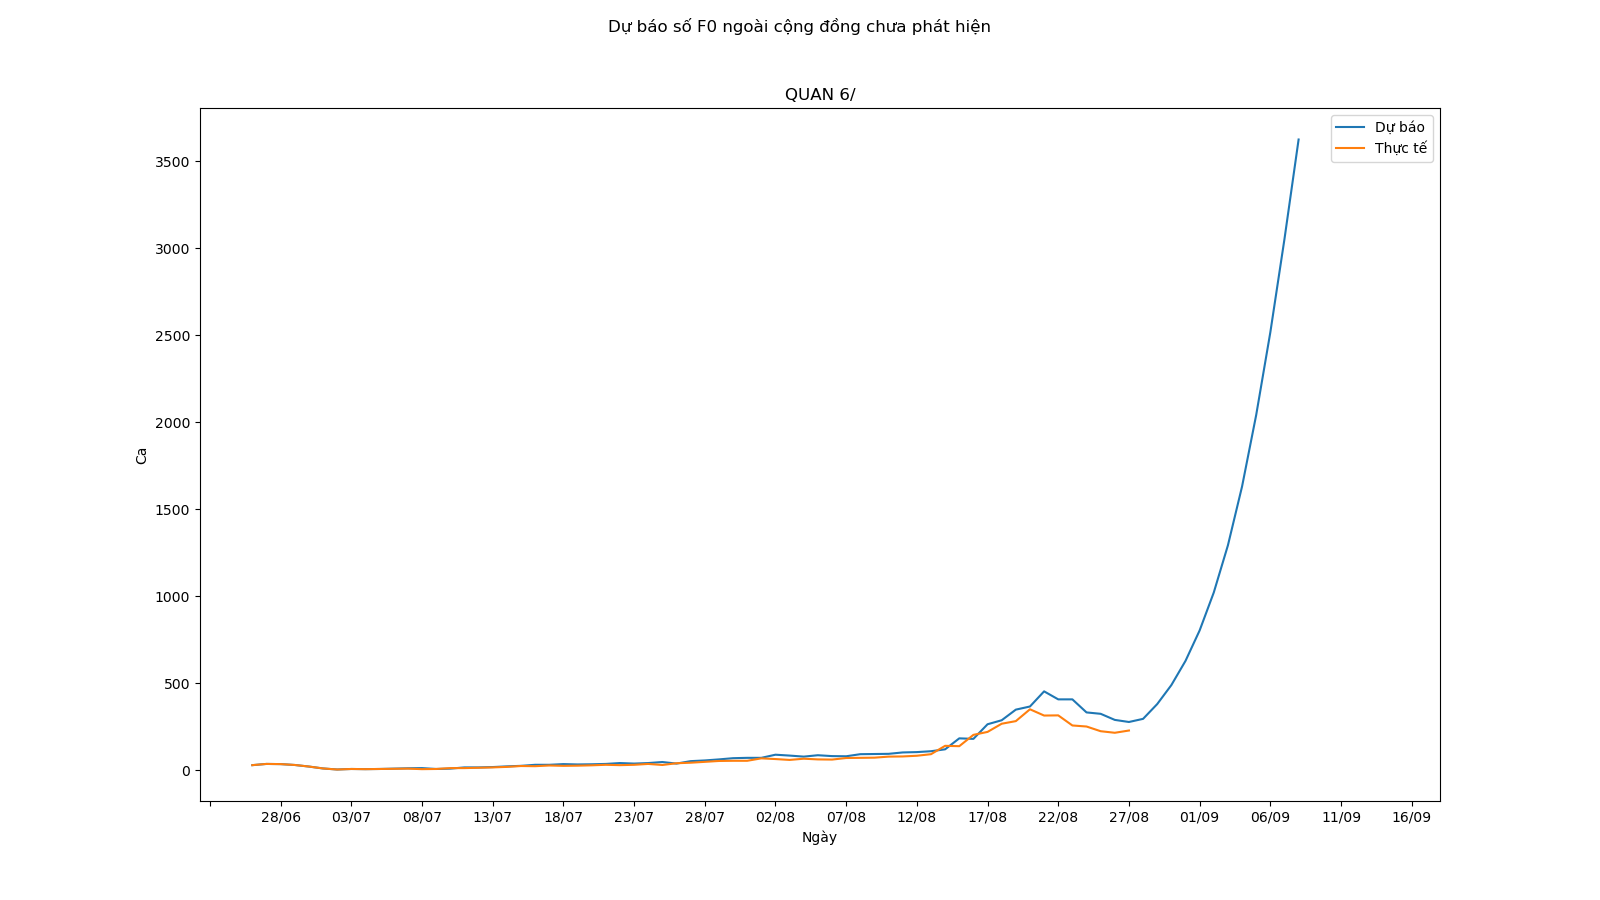 Dự báo số F0 ngoài cộng đồng chưa phát hiện
QUAN 6/
Dự báo
Thực tế
3500
3000
2500
2000
1500
1000
500
0
Ca
28/06 03/07 08/07 13/07 18/07 23/07 28/07 02/08 07/08 12/08 17/08 22/08 27/08 01/09 06/09 11/09 16/09
Ngày